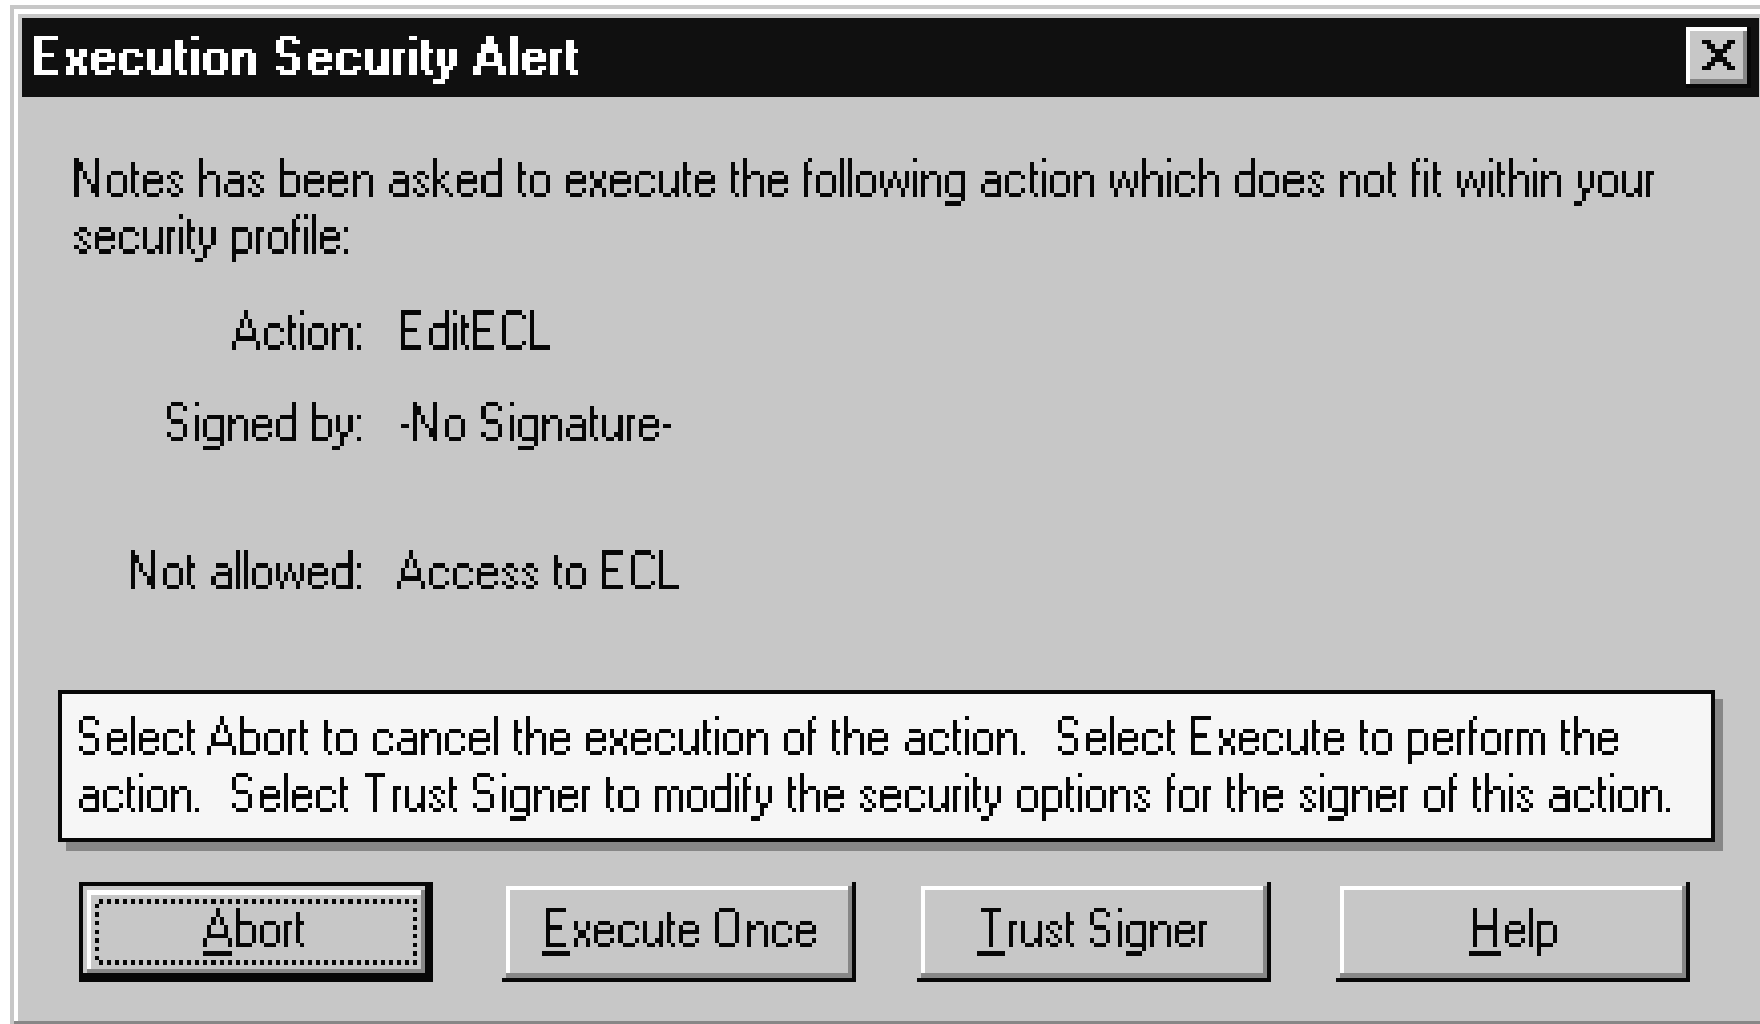 Execution Security Alert
Notes has been asked to execute the following action which does not fit within your
security profile:
Action: EditECL
Signed by: -No Signature-
Not allowed: Access to ECL
Select Abort to cancel the execution of the action. Select Execute to perform the
action. Select Trust Signer to modify the security options for the signer of this action.
Abort Execute Once Trust Signer Help